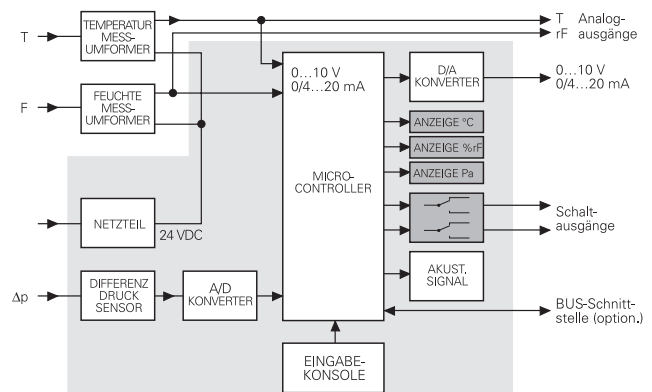 TEMPERATUR
MESS-
UMFORMER
T
T Analog-
rF ausgänge
FEUCHTE
MESS-
UMFORMER
F
0...10 V
0/4...20 mA
D/A
KONVERTER
0...10 V
0/4...20 mA
ANZEIGE °C
ANZEIGE %rF
ANZEIGE Pa
MICRO-
CONTROLLER
NETZTEIL
24 VDC
Schalt-
ausgänge
DIFFERENZ
DRUCK
SENSOR
Δp
A/D
KONVERTER
AKUST.
SIGNAL
BUS-Schnitt-
stelle (option.)
EINGABE-
KONSOLE